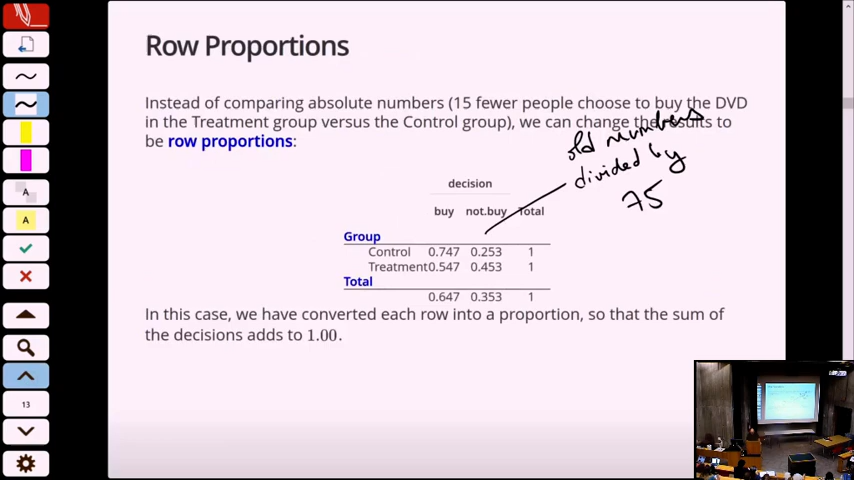 Row Proportions
Instead of comparing absolute numbers (15 fewer people choose to buy the DVD
in the Treatment group versus the Control group), we can change the results to
be row proportions:
old numbers
divided by
75
decision
buy not.buy Total
Group
Control 0.747 0.253 1
Treatment 0.547 0.453 1
Total
0.647 0.353 1
In this case, we have converted each row into a proportion, so that the sum of
the decisions adds to 1.00.
A
A
13